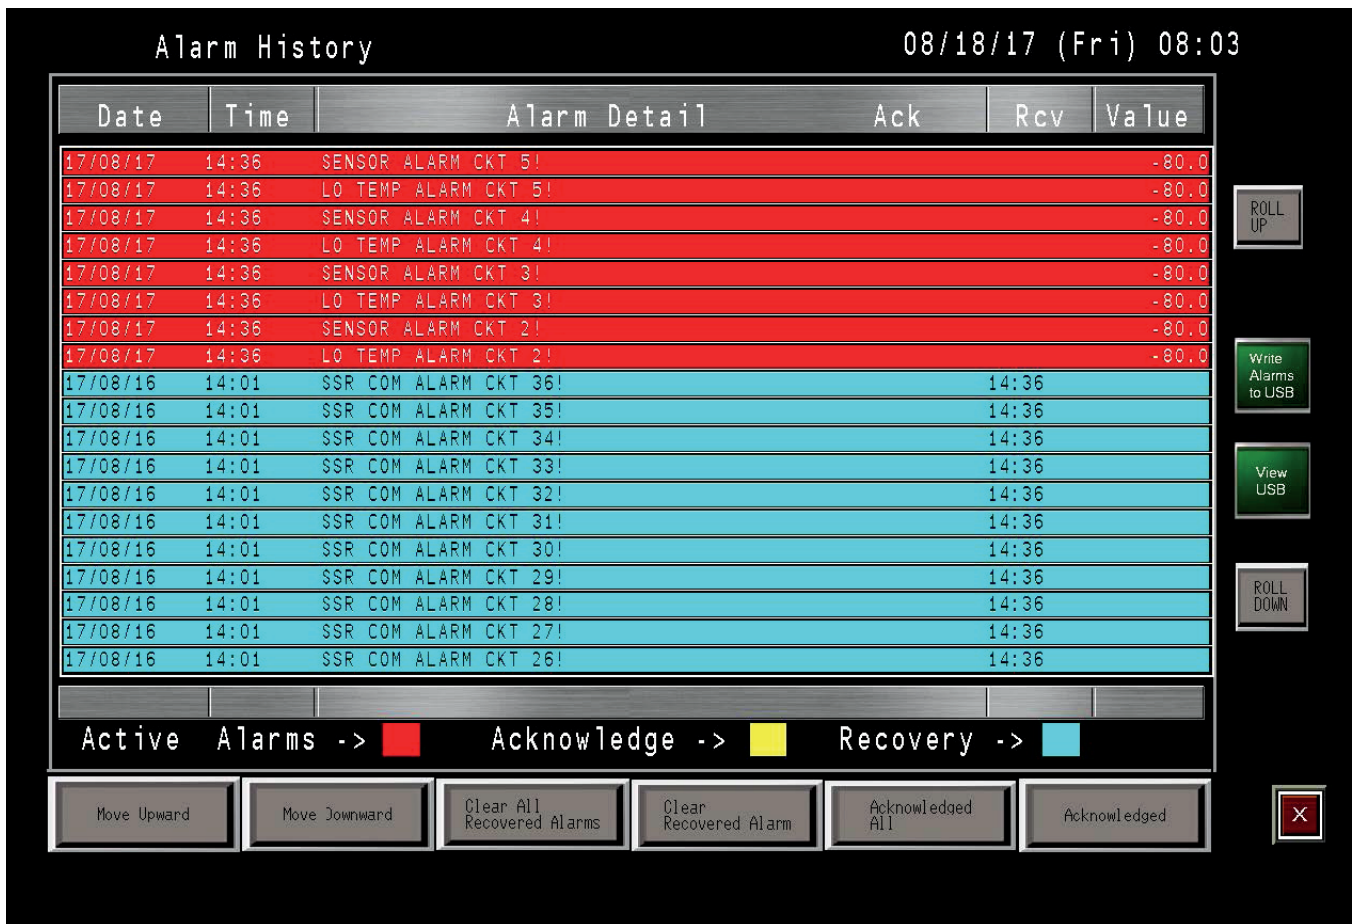 Alarm History 08/18/17 (Fri) 08:03
Date Time Alarm Detail Ack Rcv Value
17/08/17 14:36 SENSOR ALARM CKT 5! -80.0
17/08/17 14:36 LO TEMP ALARM CKT 5! -80.0
17/08/17 14:36 SENSOR ALARM CKT 4! -80.0
17/08/17 14:36 LO TEMP ALARM CKT 4! -80.0
17/08/17 14:36 SENSOR ALARM CKT 3! -80.0
17/08/17 14:36 LO TEMP ALARM CKT 3! -80.0
17/08/17 14:36 SENSOR ALARM CKT 2! -80.0
17/08/17 14:36 LO TEMP ALARM CKT 2! -80.0
17/08/16 14:01 SSR COM ALARM CKT 36! 14:36
17/08/16 14:01 SSR COM ALARM CKT 35! 14:36
17/08/16 14:01 SSR COM ALARM CKT 34! 14:36
17/08/16 14:01 SSR COM ALARM CKT 33! 14:36
17/08/16 14:01 SSR COM ALARM CKT 32! 14:36
17/08/16 14:01 SSR COM ALARM CKT 31! 14:36
17/08/16 14:01 SSR COM ALARM CKT 30! 14:36
17/08/16 14:01 SSR COM ALARM CKT 29! 14:36
17/08/16 14:01 SSR COM ALARM CKT 28! 14:36
17/08/16 14:01 SSR COM ALARM CKT 27! 14:36
17/08/16 14:01 SSR COM ALARM CKT 26! 14:36
Active Alarms -> Acknowledge -> Recovery ->
Move Upward
Move Downward
Clear All
Recovered Alarms
Clear
Recovered Alarm
Acknowledged
All
Acknowledged
ROLL
UP
Write
Alarms
to USB
View
USB
ROLL
DOWN
X